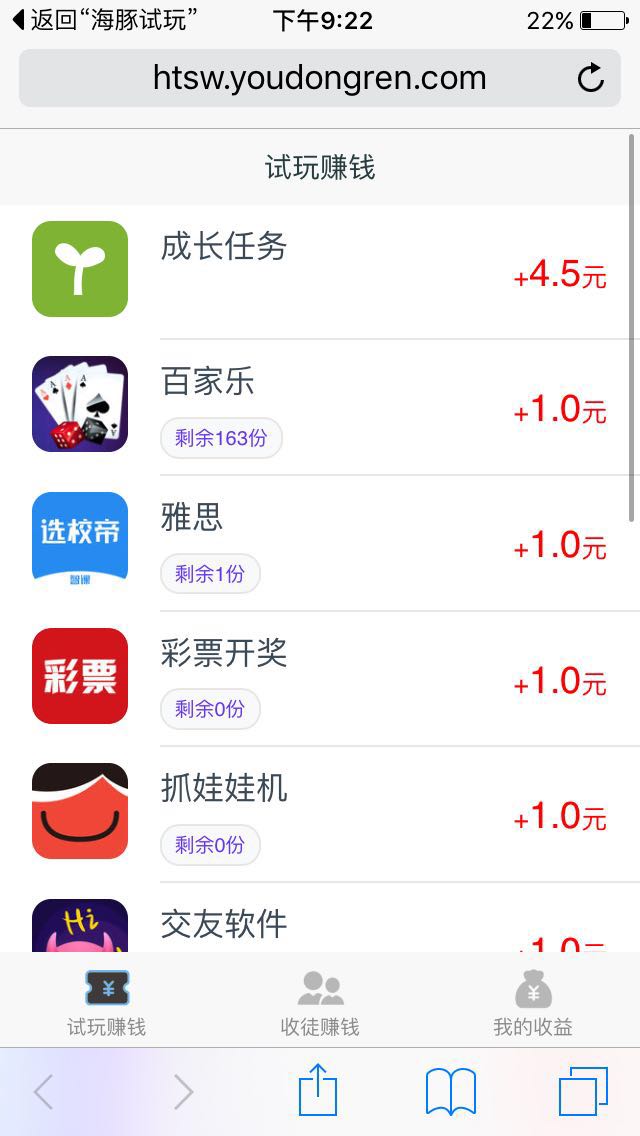 返回“海豚试玩”
下午9:22
22%
htsw.youdongren.com
试玩赚钱
成长任务
+4.5元
百家乐
剩余163份
+1.0元
选校帝
智课
雅思
剩余1份
+1.0元
彩票
彩票开奖
剩余0份
+1.0元
抓娃娃机
剩余0份
+1.0元
Hi
交友软件
+1.0元
试玩赚钱
收徒赚钱
我的收益